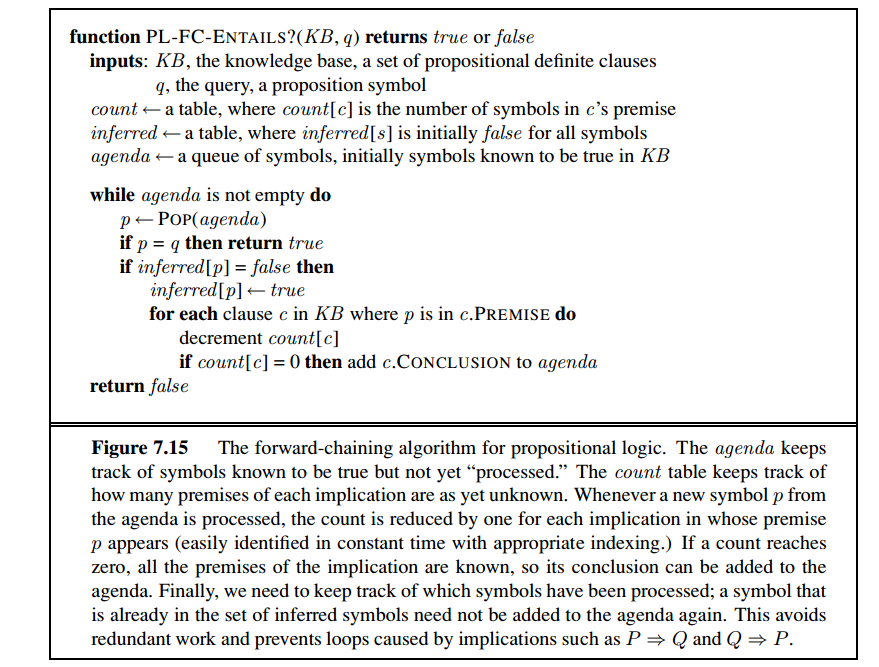 function PL-FC-ENTAILS?(KB, q) returns true or false
inputs: KB, the knowledge base, a set of propositional definite clauses
q, the query, a proposition symbol
count ← a table, where count[c] is the number of symbols in c's premise
inferred ← a table, where inferred[s] is initially false for all symbols
agenda ← a queue of symbols, initially symbols known to be true in KB
while agenda is not empty do
p ← POP(agenda)
if p = q then return true
if inferred[p] = false then
inferred[p] ← true
for each clause c in KB where p is in c.PREMISE do
decrement count[c]
if count[c] = 0 then add c.CONCLUSION to agenda
return false
Figure 7.15 The forward-chaining algorithm for propositional logic. The agenda keeps
track of symbols known to be true but not yet “processed.” The count table keeps track of
how many premises of each implication are as yet unknown. Whenever a new symbol p from
the agenda is processed, the count is reduced by one for each implication in whose premise
p appears (easily identified in constant time with appropriate indexing.) If a count reaches
zero, all the premises of the implication are known, so its conclusion can be added to the
agenda. Finally, we need to keep track of which symbols have been processed; a symbol that
is already in the set of inferred symbols need not be added to the agenda again. This avoids
redundant work and prevents loops caused by implications such as P ⇒ Q and Q ⇒ P.